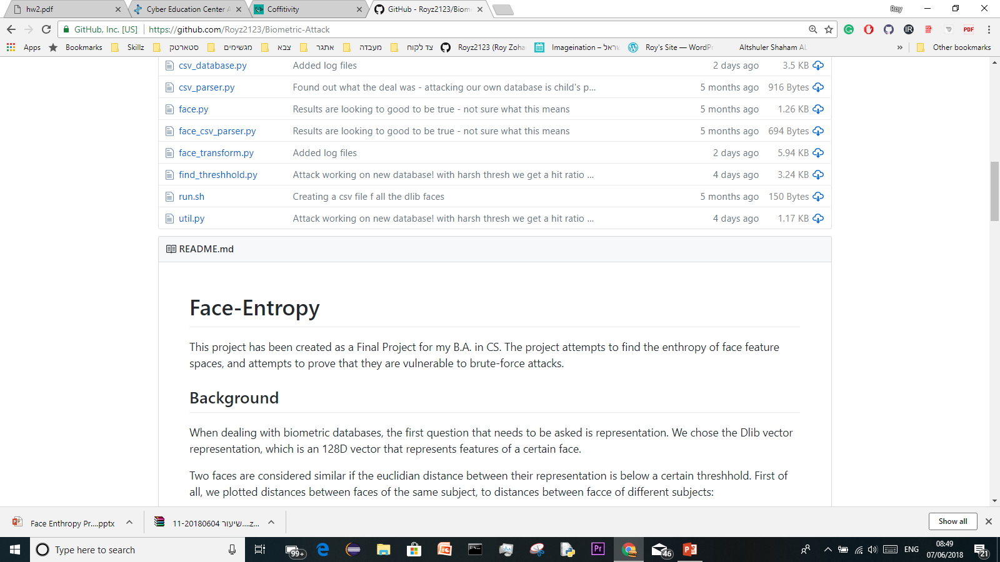 hw2.pdf
Cyber Education Center
Coffitivity
GitHub - Royz2123/Biom
Roy
GitHub, Inc. [US]
https://github.com/Royz2123/Biometric-Attack
Apps
Bookmarks
Skillz
סטארטק
מגשימים
צבא
אתגר
מעבדה
צד לקוח
Royz2123 (Roy Zoha
Imageination –
Roy's Site — WordPr
Altshuler Shaham AL
»
Other bookmarks
csv_database.py Added log files 2 days ago 3.5 KB
csv_parser.py Found out what the deal was - attacking our own database is child's p... 5 months ago 916 Bytes
face.py Results are looking to good to be true - not sure what this means 5 months ago 1.26 KB
face_csv_parser.py Results are looking to good to be true - not sure what this means 5 months ago 694 Bytes
face_transform.py Added log files 2 days ago 5.94 KB
find_threshhold.py Attack working on new database! with harsh thresh we get a hit ratio ... 4 days ago 3.24 KB
run.sh Creating a csv file f all the dlib faces 5 months ago 150 Bytes
util.py Attack working on new database! with harsh thresh we get a hit ratio ... 4 days ago 1.17 KB
README.md
Face-Entropy
This project has been created as a Final Project for my B.A. in CS. The project attempts to find the enthropy of face feature
spaces, and attempts to prove that they are vulnerable to brute-force attacks.
Background
When dealing with biometric databases, the first question that needs to be asked is representation. We chose the Dlib vector
representation, which is an 128D vector that represents features of a certain face.
Two faces are considered similar if the euclidian distance between their representation is below a certain threshhold. First of
all, we plotted distances between faces of the same subject, to distances between facce of different subjects:
Face Enthropy Pr....pptx
11-20180604 שיעור....z...
Show all
Type here to search
99+
46
ENG
08:49
07/06/2018
21